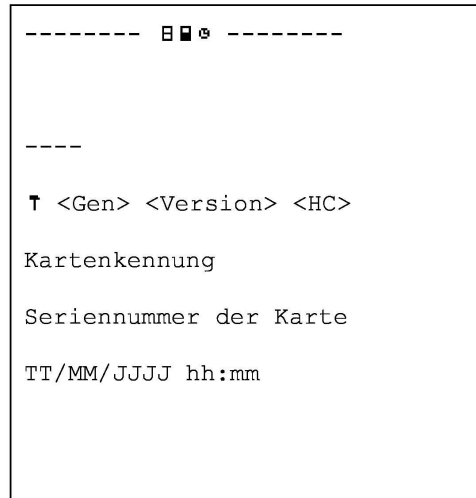 -------- --------
----
<Gen> <Version> <HC>
Kartenkennung
Seriennummer der Karte
TT/MM/JJJJ hh:mm